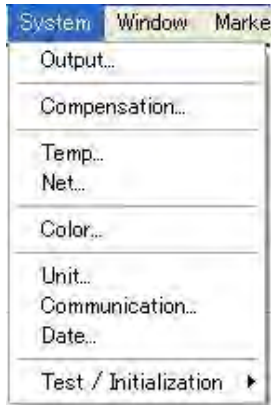 System Window Marke
Output...
Compensation...
Temp...
Net...
Color...
Unit...
Communication...
Date...
Test / Initialization